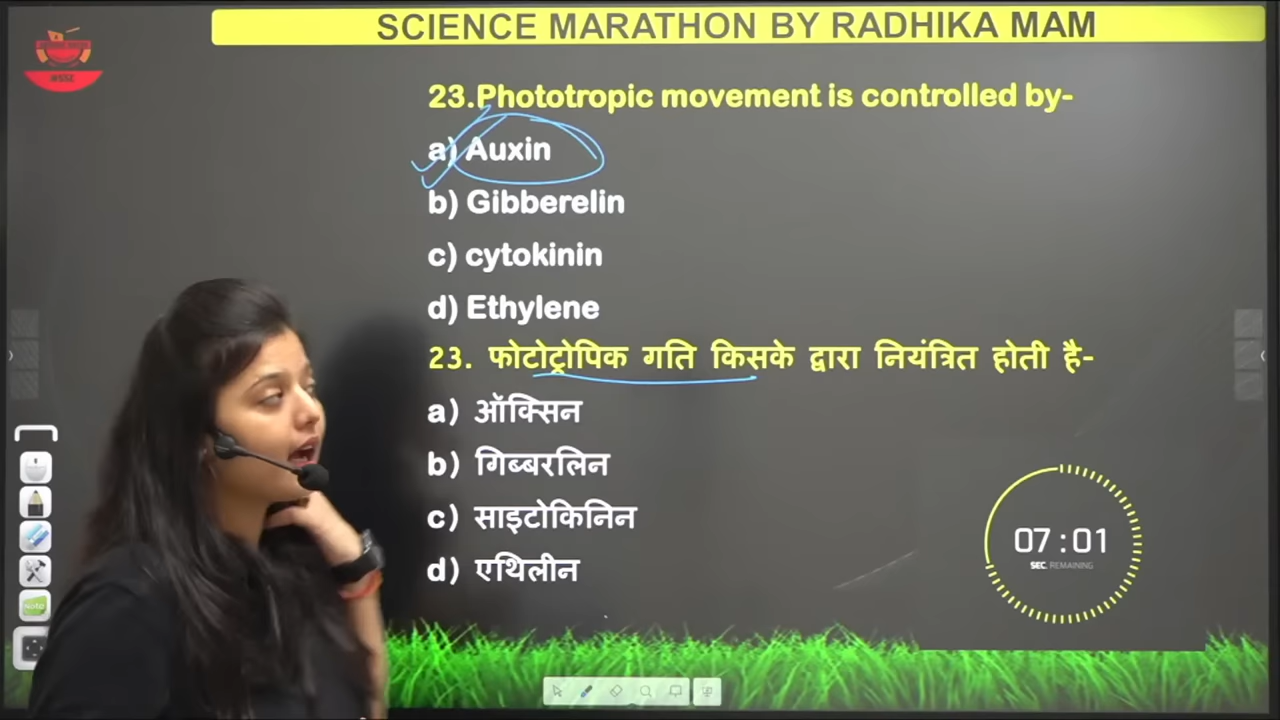 SCIENCE MARATHON BY RADHIKA MAM
23.Phototropic movement is controlled by-
a) Auxin
b) Gibberelin
c) cytokinin
d) Ethylene
23. फोटोट्रोपिक गति किसके द्वारा नियंत्रित होती है-
a) ऑक्सिन
b) गिब्बरलिन
c) साइटोकिनिन
d) एथिलीन
07:01
SEC. REMAINING